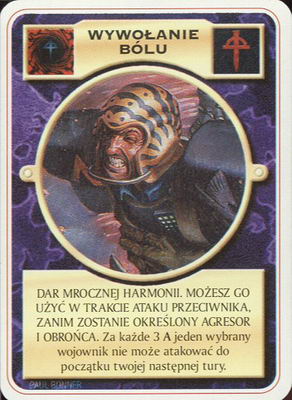 WYWOŁANIE
BÓLU
DAR MROCZNEJ HARMONII. MOŻESZ GO
UŻYĆ W TRAKCIE ATAKU PRZECIWNIKA,
ZANIM ZOSTANIE OKREŚLONY AGRESOR
I OBROŃCA. Za każde 3 A jeden wybrany
wojownik nie może atakować do
początku twojej następnej tury.
PAUL BONNER